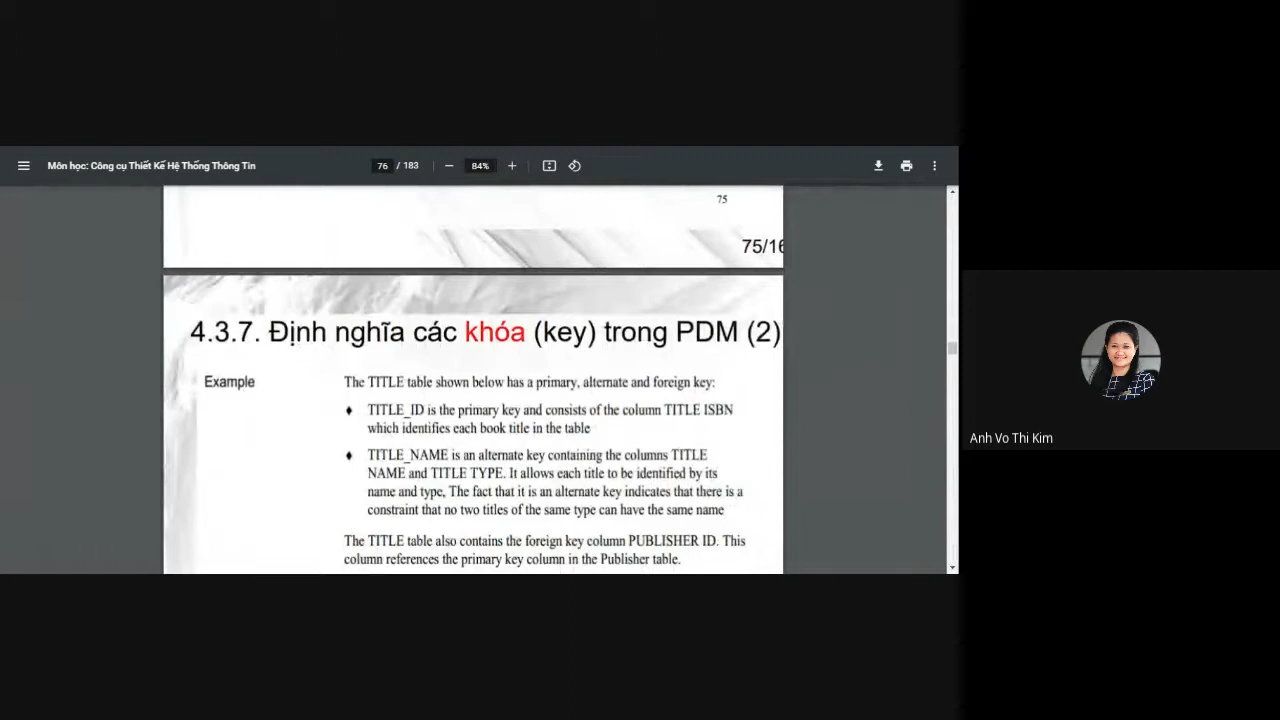 Môn học: Công cụ Thiết Kế Hệ Thống Thông Tin
76 / 183
84%
75
75/16
4.3.7. Định nghĩa các khóa (key) trong PDM (2)
Example
The TITLE table shown below has a primary, alternate and foreign key:
♦ TITLE_ID is the primary key and consists of the column TITLE ISBN
which identifies each book title in the table
♦ TITLE_NAME is an alternate key containing the columns TITLE
NAME and TITLE TYPE. It allows each title to be identified by its
name and type, The fact that it is an alternate key indicates that there is a
constraint that no two titles of the same type can have the same name
The TITLE table also contains the foreign key column PUBLISHER ID. This
column references the primary key column in the Publisher table.
Anh Vo Thi Kim